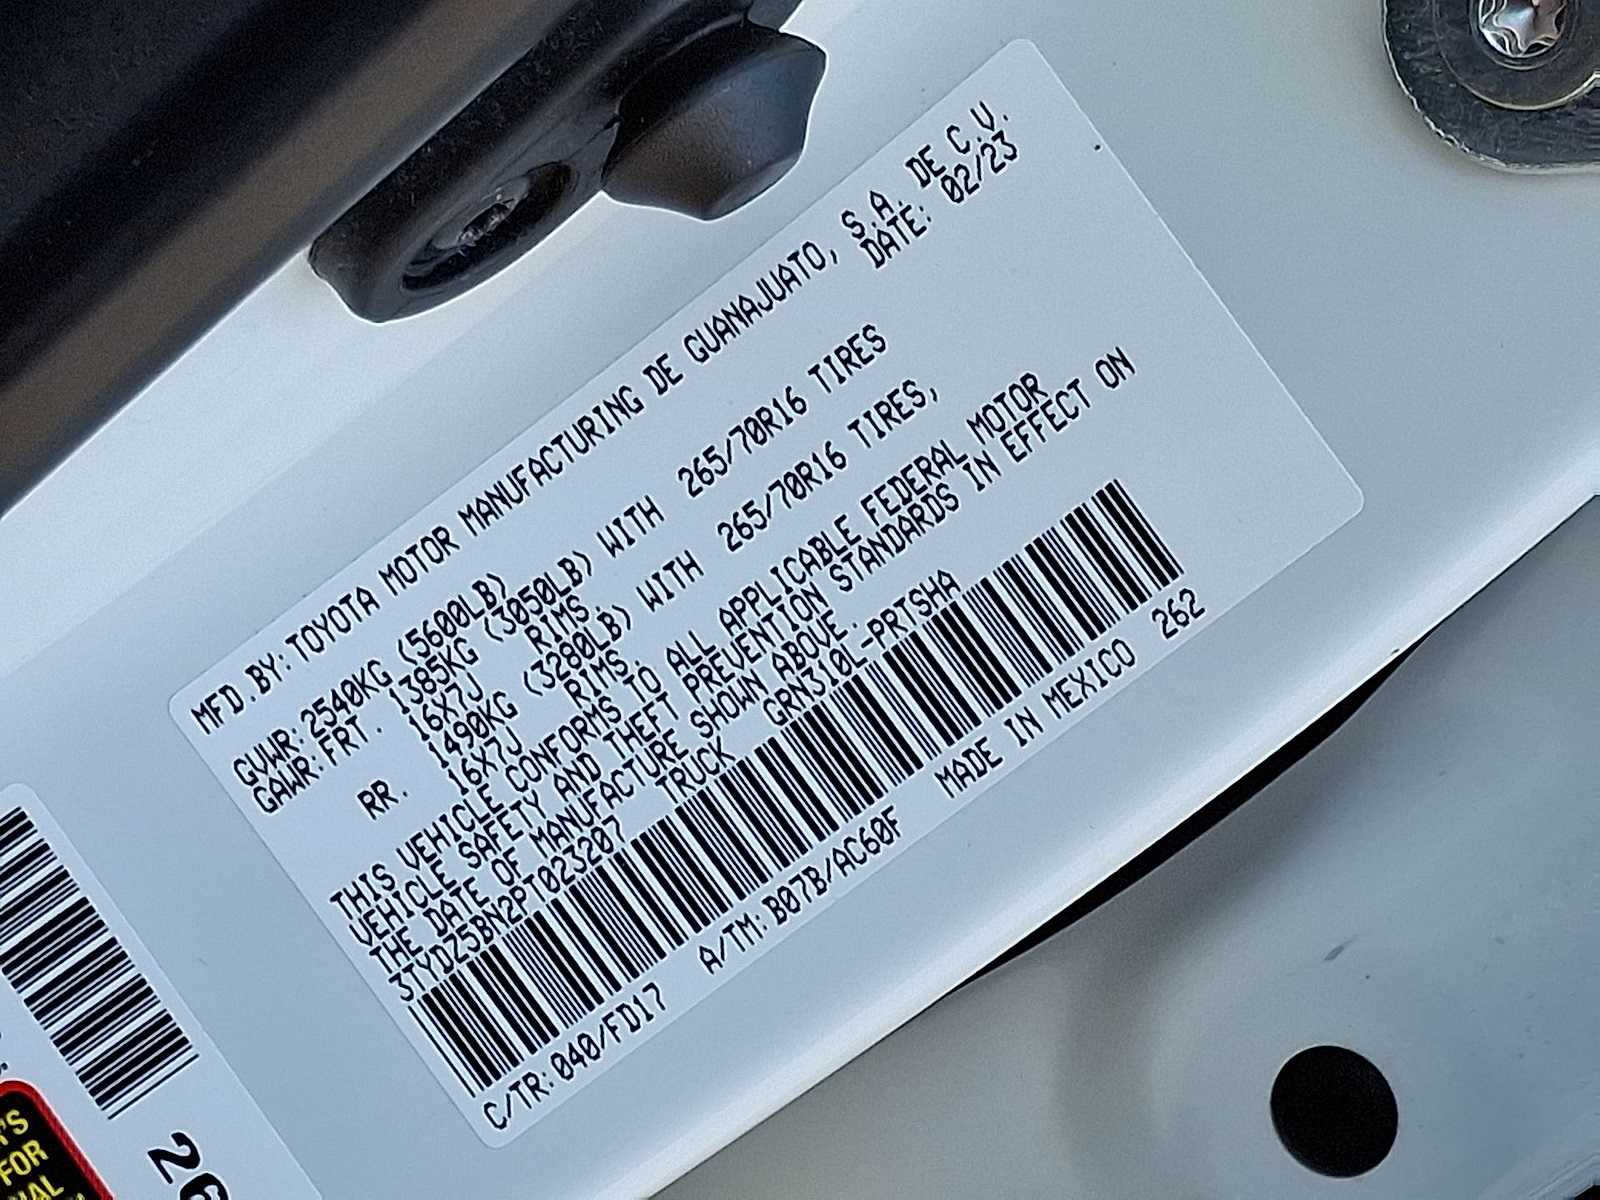 MFD.BY:TOYOTA MOTOR MANUFACTURING DE GUANAJUATO, S.A. DE C.V.
DATE: 02/23
GVWR:2540KG (5600LB)
GAWR:FRT. 1385KG (3050LB) WITH 265/70R16 TIRES
16X7J RIMS.
RR. 1490KG (3280LB) WITH 265/70R16 TIRES,
16X7J RIMS.
THIS VEHICLE CONFORMS TO ALL APPLICABLE FEDERAL MOTOR
VEHICLE SAFETY AND THEFT PREVENTION STANDARDS IN EFFECT ON
THE DATE OF MANUFACTURE SHOWN ABOVE.
3TYDZ5BN2PT023207 TRUCK GRN310L-PRTSHA
C/TR:040/FD17 A/TM:B07B/AC60F MADE IN MEXICO 262
FOR